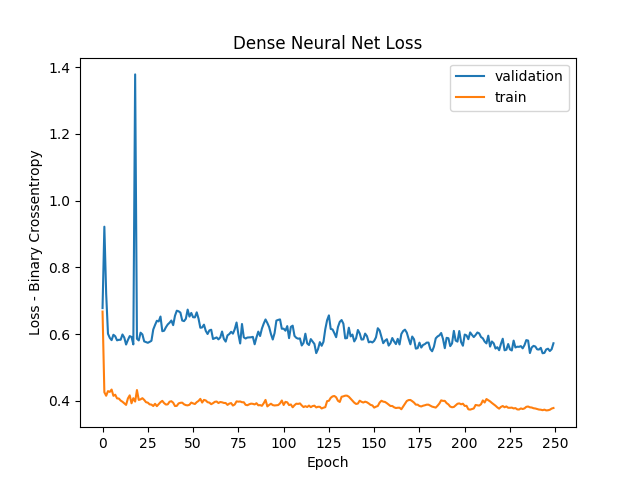 Dense Neural Net Loss
validation
train
Loss - Binary Crossentropy
1.4
1.2
1.0
0.8
0.6
0.4
0 25 50 75 100 125 150 175 200 225 250
Epoch